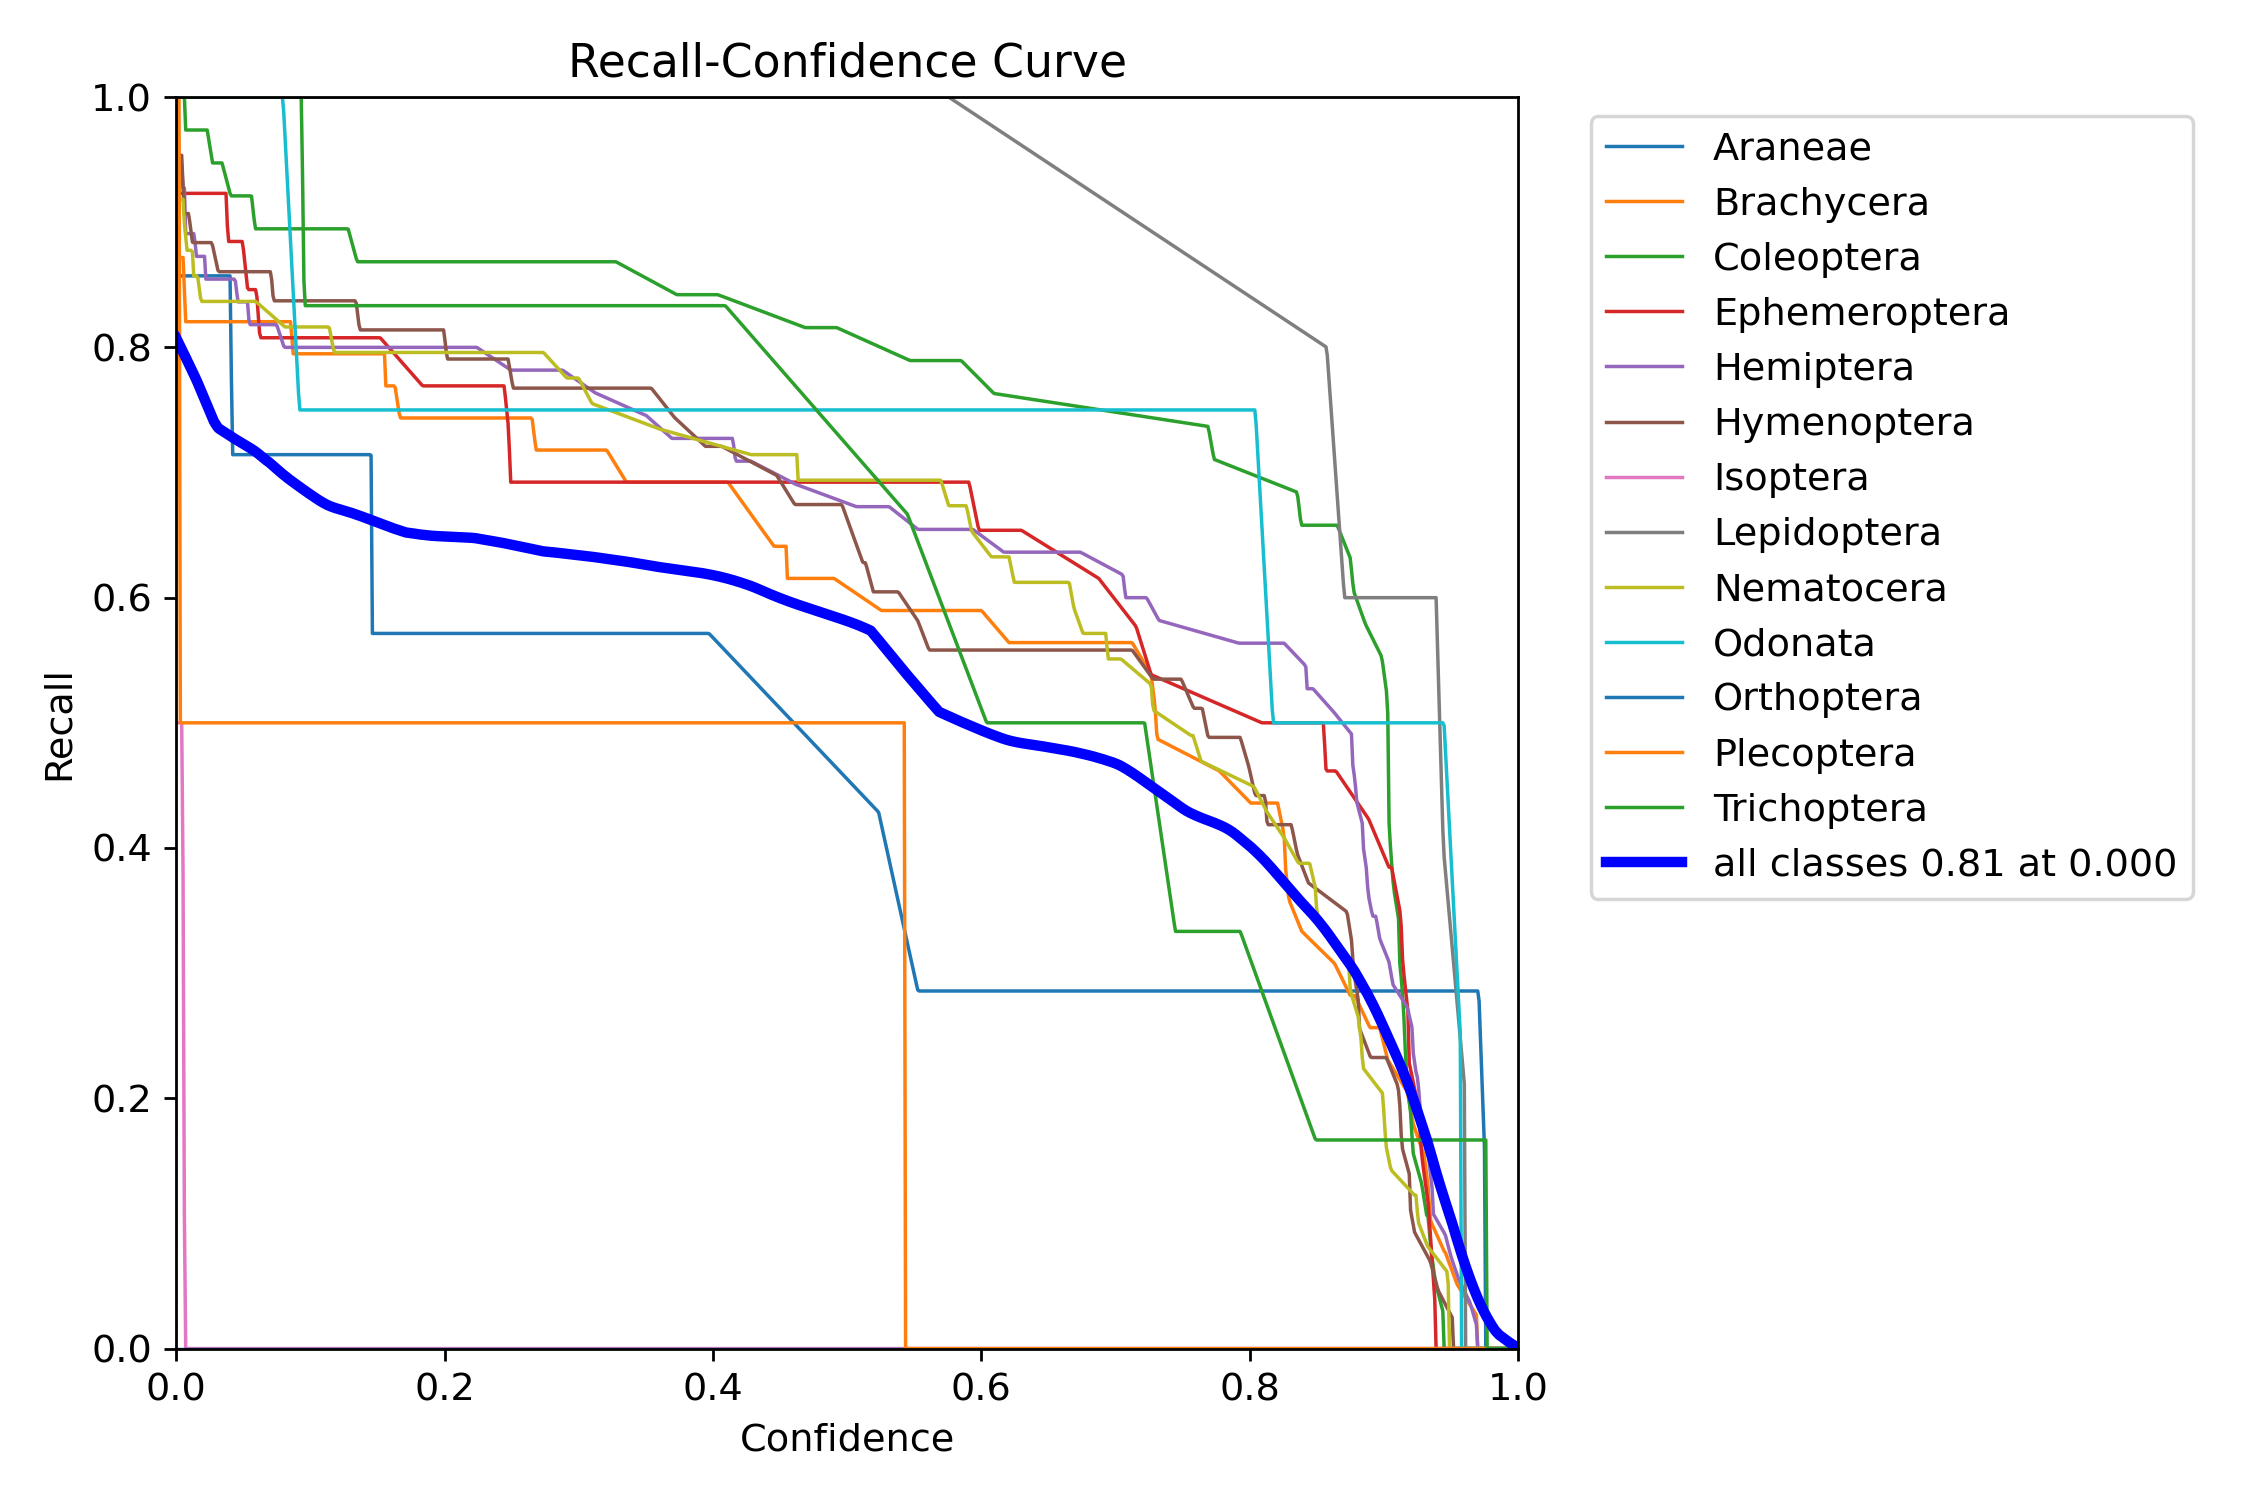 Recall-Confidence Curve
1.0
0.8
0.6
0.4
0.2
0.0
Recall
0.0 0.2 0.4 0.6 0.8 1.0
Confidence
Araneae
Brachycera
Coleoptera
Ephemeroptera
Hemiptera
Hymenoptera
Isoptera
Lepidoptera
Nematocera
Odonata
Orthoptera
Plecoptera
Trichoptera
all classes 0.81 at 0.000